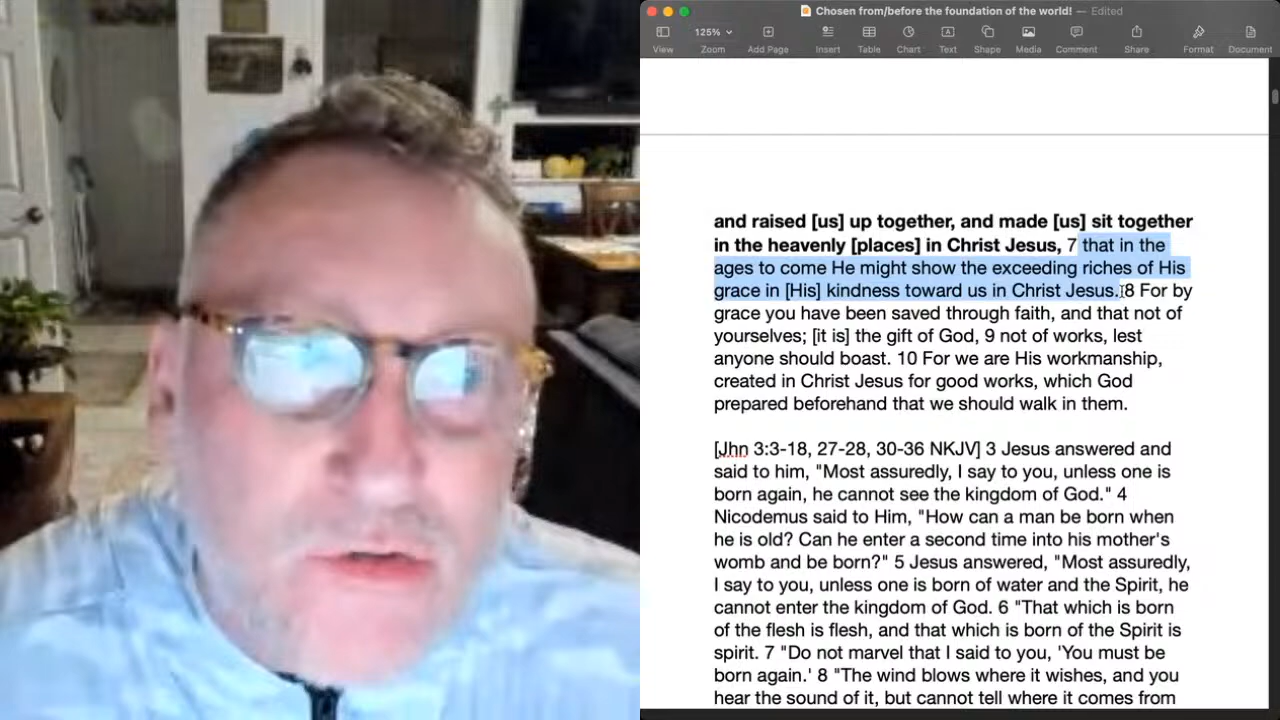 Chosen from/before the foundation of the world! — Edited
125%
View
Zoom
Add Page
Insert
Table
Chart
Text
Shape
Media
Comment
Share
Format
Document
and raised [us] up together, and made [us] sit together
in the heavenly [places] in Christ Jesus, 7 that in the
ages to come He might show the exceeding riches of His
grace in [His] kindness toward us in Christ Jesus. 8 For by
grace you have been saved through faith, and that not of
yourselves; [it is] the gift of God, 9 not of works, lest
anyone should boast. 10 For we are His workmanship,
created in Christ Jesus for good works, which God
prepared beforehand that we should walk in them.
[Jhn 3:3-18, 27-28, 30-36 NKJV] 3 Jesus answered and
said to him, "Most assuredly, I say to you, unless one is
born again, he cannot see the kingdom of God." 4
Nicodemus said to Him, "How can a man be born when
he is old? Can he enter a second time into his mother's
womb and be born?" 5 Jesus answered, "Most assuredly,
I say to you, unless one is born of water and the Spirit, he
cannot enter the kingdom of God. 6 "That which is born
of the flesh is flesh, and that which is born of the Spirit is
spirit. 7 "Do not marvel that I said to you, 'You must be
born again.' 8 "The wind blows where it wishes, and you
hear the sound of it, but cannot tell where it comes from